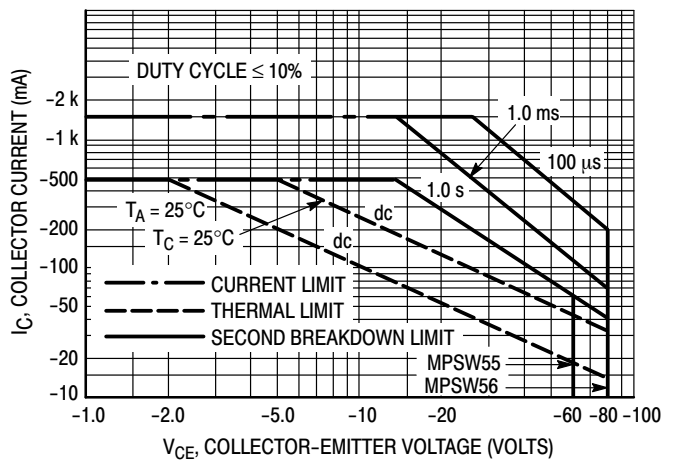 DUTY CYCLE ≤ 10%
-2 k
-1 k
-500
-200
-100
-50
-20
-10
I_C, COLLECTOR CURRENT (mA)
1.0 ms
100 μs
1.0 s
T_A = 25°C
T_C = 25°C
dc
dc
CURRENT LIMIT
THERMAL LIMIT
SECOND BREAKDOWN LIMIT
MPSW55
MPSW56
-1.0 -2.0 -5.0 -10 -20 -60 -80 -100
V_CE, COLLECTOR-EMITTER VOLTAGE (VOLTS)